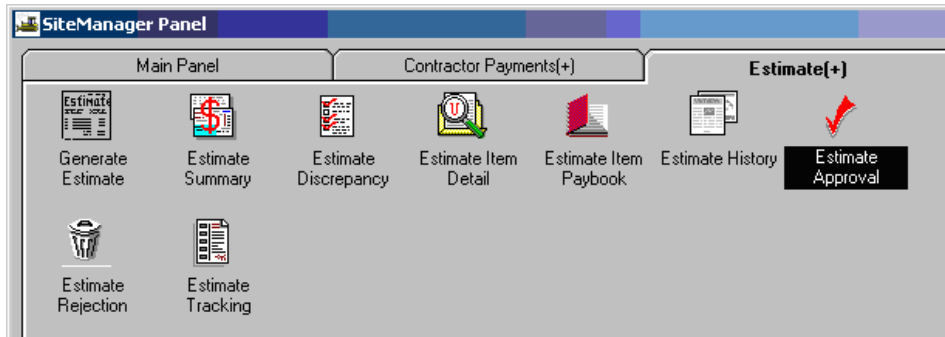 SiteManager Panel
Main Panel
Contractor Payments(+)
Estimate(+)
Estimate
Generate
Estimate
Estimate
Summary
Estimate
Discrepancy
Estimate Item
Detail
Estimate Item
Paybook
Estimate History
Estimate
Approval
Estimate
Rejection
Estimate
Tracking